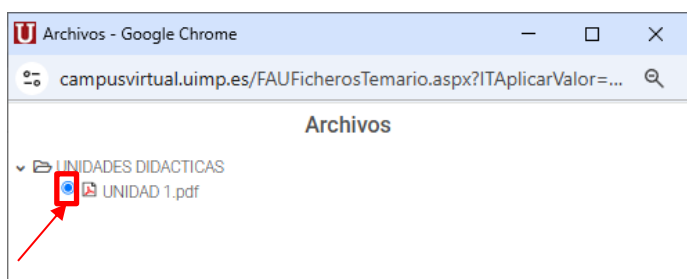 Archivos - Google Chrome
campusvirtual.uimp.es/FAUFicherosTemario.aspx?ITAplicarValor=...
Archivos
UNIDADES DIDACTICAS
UNIDAD 1.pdf